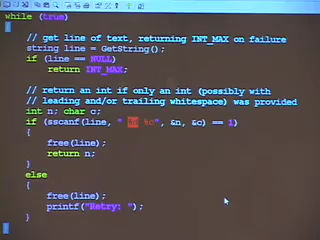 while (true)
{
// get line of text, returning INT_MAX on failure
string line = GetString();
if (line == NULL)
return INT_MAX;
// return an int if only an int (possibly with
// leading and/or trailing whitespace) was provided
int n; char c;
if (sscanf(line, " %d %c", &n, &c) == 1)
{
free(line);
return n;
}
else
{
free(line);
printf("Retry: ");
}
}